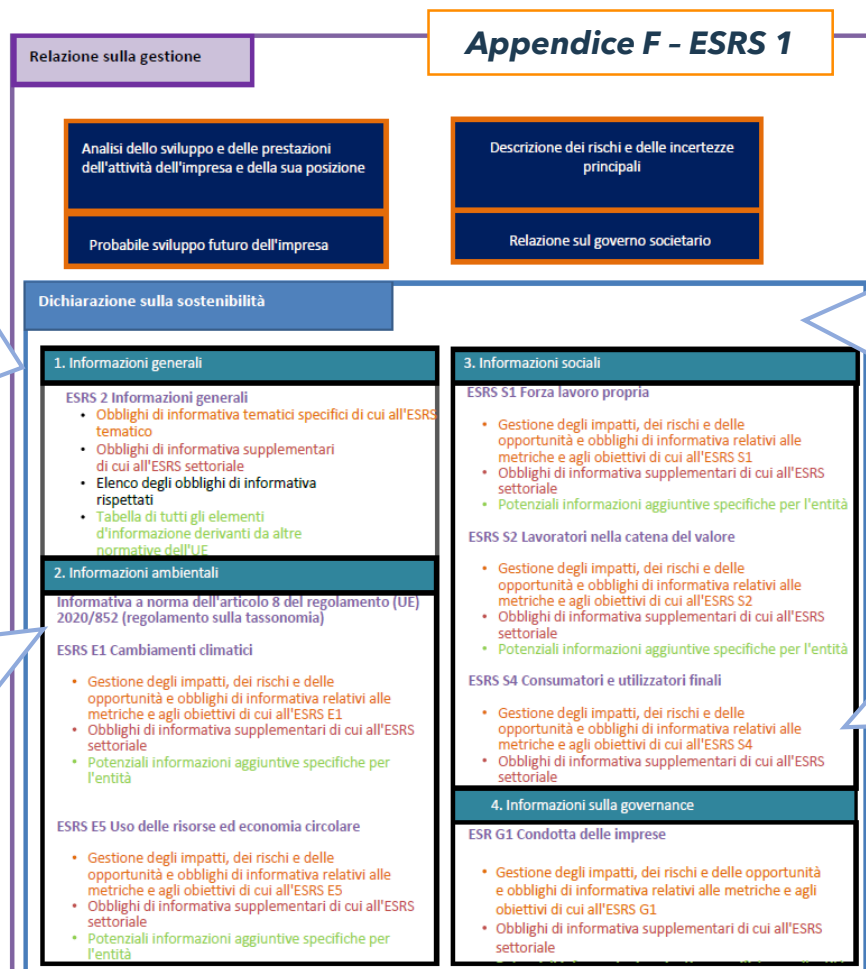 Appendice F – ESRS 1
Relazione sulla gestione
Analisi dello sviluppo e delle prestazioni
dell'attività dell'impresa e della sua posizione
Descrizione dei rischi e delle incertezze
principali
Probabile sviluppo futuro dell'impresa
Relazione sul governo societario
Dichiarazione sulla sostenibilità
1. Informazioni generali
ESRS 2 Informazioni generali
• Obblighi di informativa tematici specifici di cui all'ESRS
tematico
• Obblighi di informativa supplementari
di cui all'ESRS settoriale
• Elenco degli obblighi di informativa
rispettati
• Tabella di tutti gli elementi
d'informazione derivanti da altre
normative dell'UE
2. Informazioni ambientali
Informativa a norma dell'articolo 8 del regolamento (UE)
2020/852 (regolamento sulla tassonomia)
ESRS E1 Cambiamenti climatici
• Gestione degli impatti, dei rischi e delle
opportunità e obblighi di informativa relativi alle
metriche e agli obiettivi di cui all'ESRS E1
• Obblighi di informativa supplementari di cui all'ESRS
settoriale
• Potenziali informazioni aggiuntive specifiche per
l'entità
ESRS E5 Uso delle risorse ed economia circolare
• Gestione degli impatti, dei rischi e delle
opportunità e obblighi di informativa relativi alle
metriche e agli obiettivi di cui all'ESRS E5
• Obblighi di informativa supplementari di cui all'ESRS
settoriale
• Potenziali informazioni aggiuntive specifiche per
l'entità
3. Informazioni sociali
ESRS S1 Forza lavoro propria
• Gestione degli impatti, dei rischi e delle
opportunità e obblighi di informativa relativi alle
metriche e agli obiettivi di cui all'ESRS S1
• Obblighi di informativa supplementari di cui all'ESRS
settoriale
• Potenziali informazioni aggiuntive specifiche per l'entità
ESRS S2 Lavoratori nella catena del valore
• Gestione degli impatti, dei rischi e delle
opportunità e obblighi di informativa relativi alle
metriche e agli obiettivi di cui all'ESRS S2
• Obblighi di informativa supplementari di cui all'ESRS
settoriale
• Potenziali informazioni aggiuntive specifiche per l'entità
ESRS S4 Consumatori e utilizzatori finali
• Gestione degli impatti, dei rischi e delle
opportunità e obblighi di informativa relativi alle
metriche e agli obiettivi di cui all'ESRS S4
• Obblighi di informativa supplementari di cui all'ESRS
settoriale
4. Informazioni sulla governance
ESR G1 Condotta delle imprese
• Gestione degli impatti, dei rischi e delle opportunità
e obblighi di informativa relativi alle metriche e agli
obiettivi di cui all'ESRS G1
• Obblighi di informativa supplementari di cui all'ESRS
settoriale